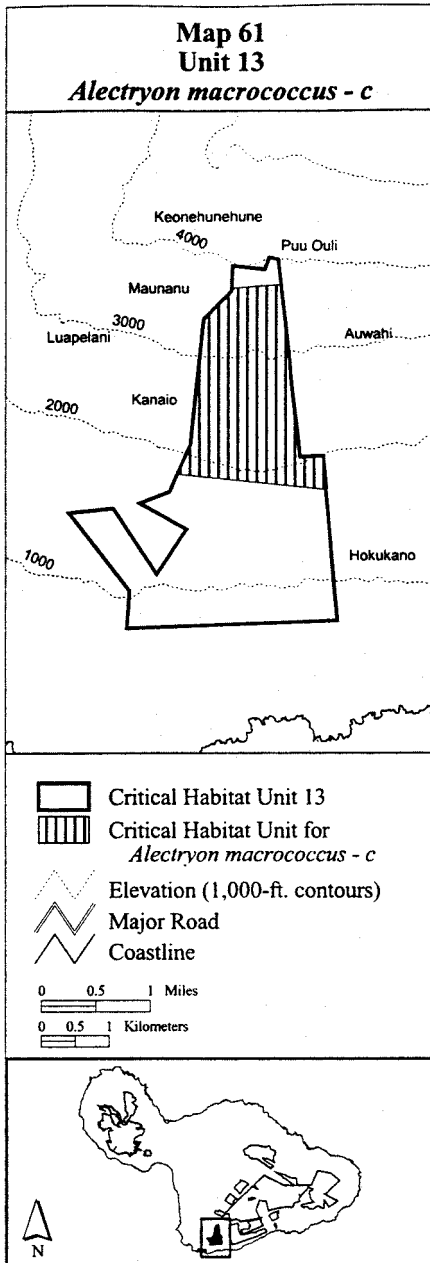 Map 61
Unit 13
Alectryon macrococcus - c
Keonehunehune
4000
Puu Ouli
Maunanu
3000
Luapelani
Auwahi
Kanaio
2000
1000
Hokukano
Critical Habitat Unit 13
Critical Habitat Unit for
Alectryon macrococcus - c
Elevation (1,000-ft. contours)
Major Road
Coastline
0 0.5 1 Miles
0 0.5 1 Kilometers
N